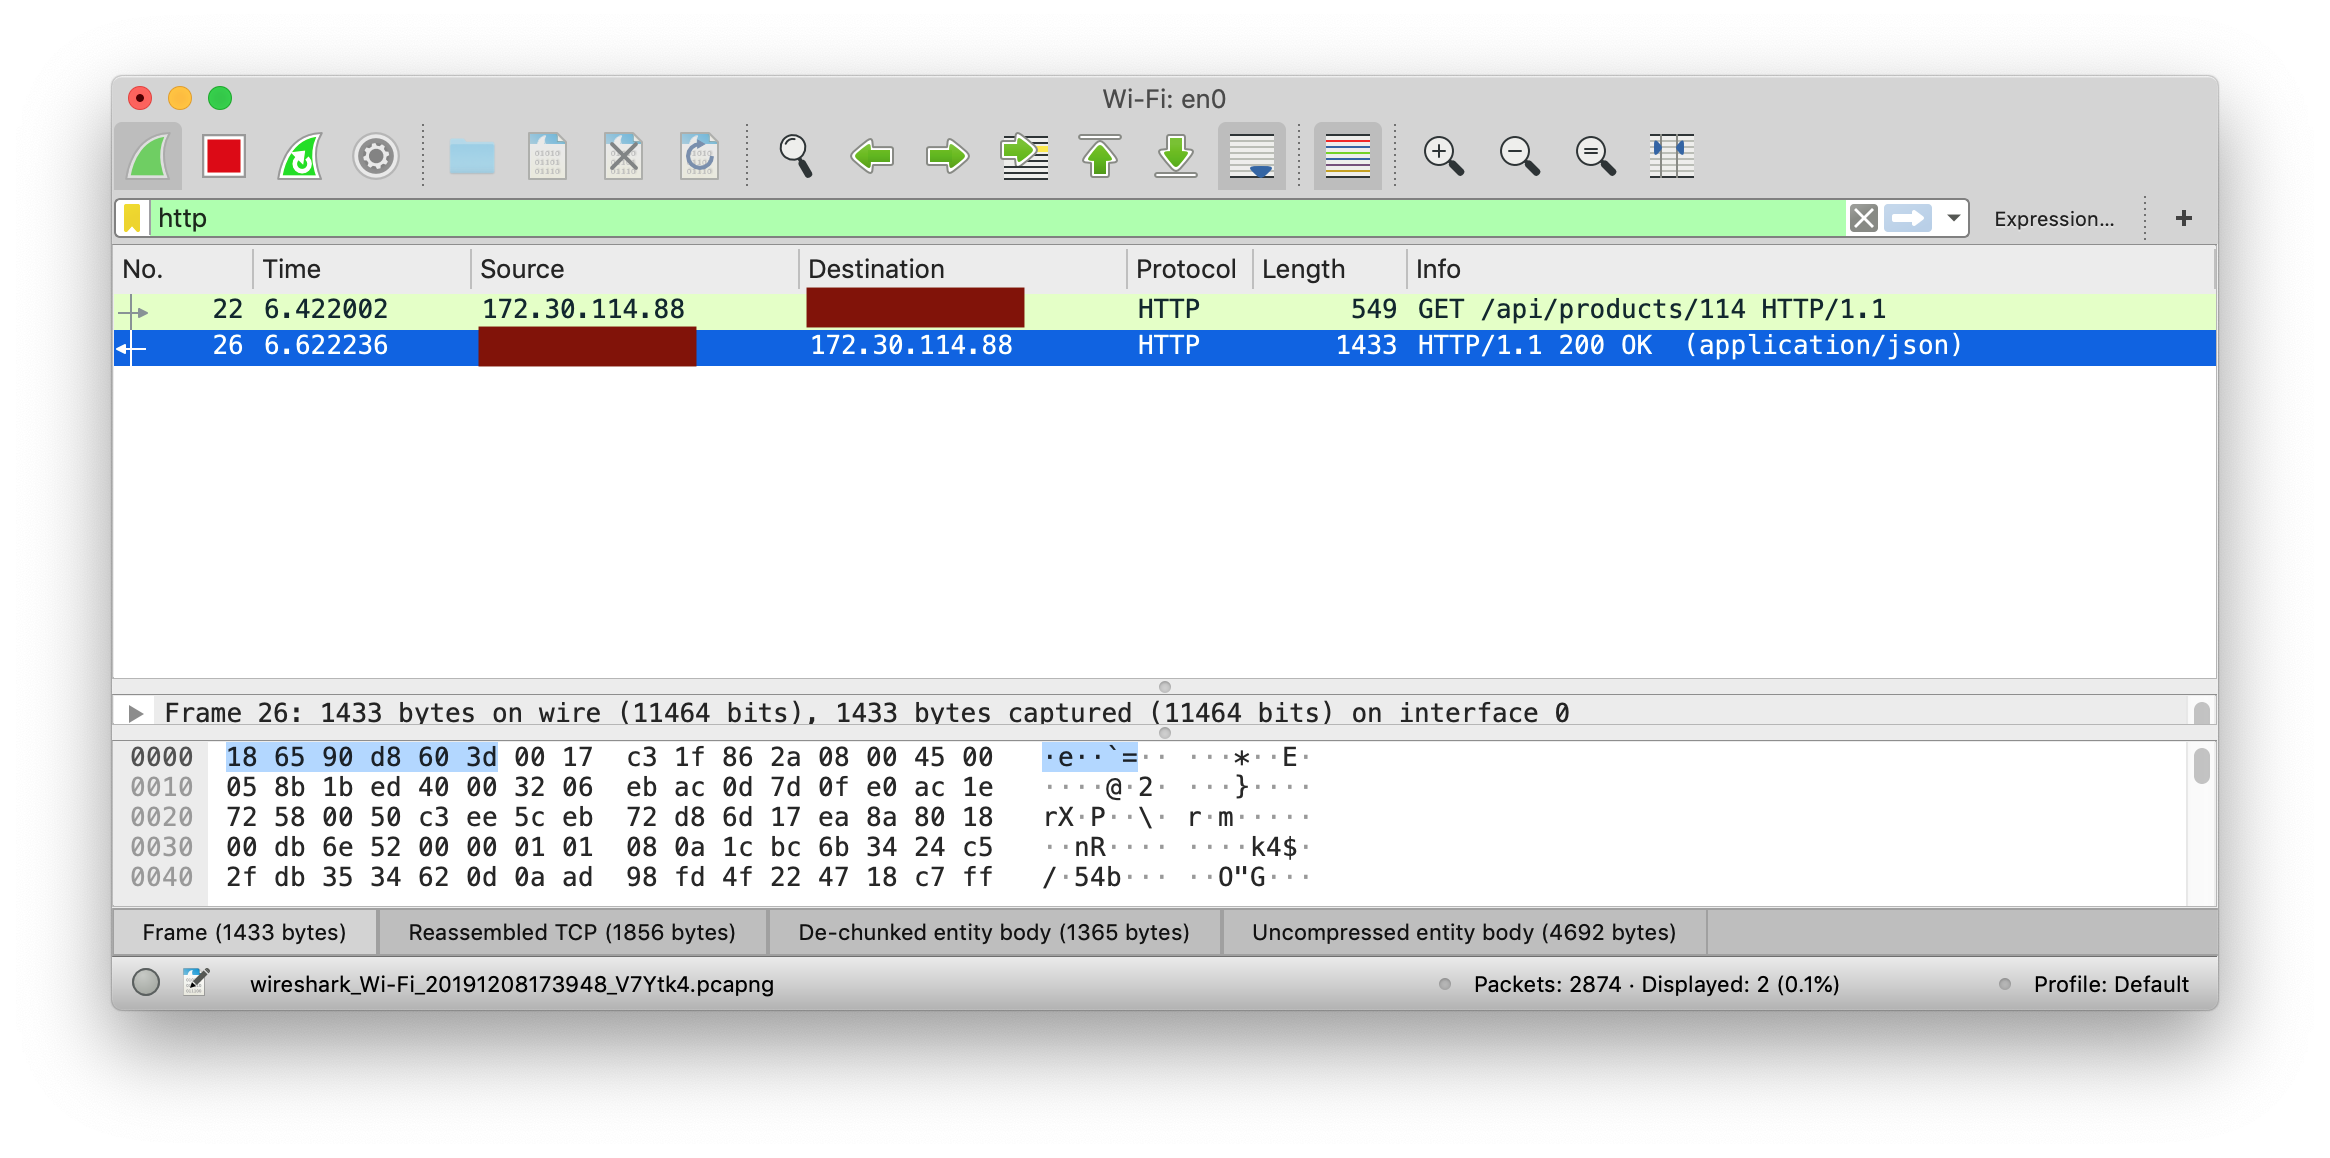 Wi-Fi: en0
http
Expression...
+
No. Time Source Destination Protocol Length Info
22 6.422002 172.30.114.88 HTTP 549 GET /api/products/114 HTTP/1.1
26 6.622236 172.30.114.88 HTTP 1433 HTTP/1.1 200 OK (application/json)
Frame 26: 1433 bytes on wire (11464 bits), 1433 bytes captured (11464 bits) on interface 0
0000 18 65 90 d8 60 3d 00 17 c3 1f 86 2a 08 00 45 00 ·e··`=·· ···*··E·
0010 05 8b 1b ed 40 00 32 06 eb ac 0d 7d 0f e0 ac 1e ····@·2· ···}····
0020 72 58 00 50 c3 ee 5c eb 72 d8 6d 17 ea 8a 80 18 rX·P··\· r·m·····
0030 00 db 6e 52 00 00 01 01 08 0a 1c bc 6b 34 24 c5 ··nR···· ····k4$·
0040 2f db 35 34 62 0d 0a ad 98 fd 4f 22 47 18 c7 ff /·54b··· ··O"G···
Frame (1433 bytes) Reassembled TCP (1856 bytes) De-chunked entity body (1365 bytes) Uncompressed entity body (4692 bytes)
wireshark_Wi-Fi_20191208173948_V7Ytk4.pcapng Packets: 2874 · Displayed: 2 (0.1%) Profile: Default